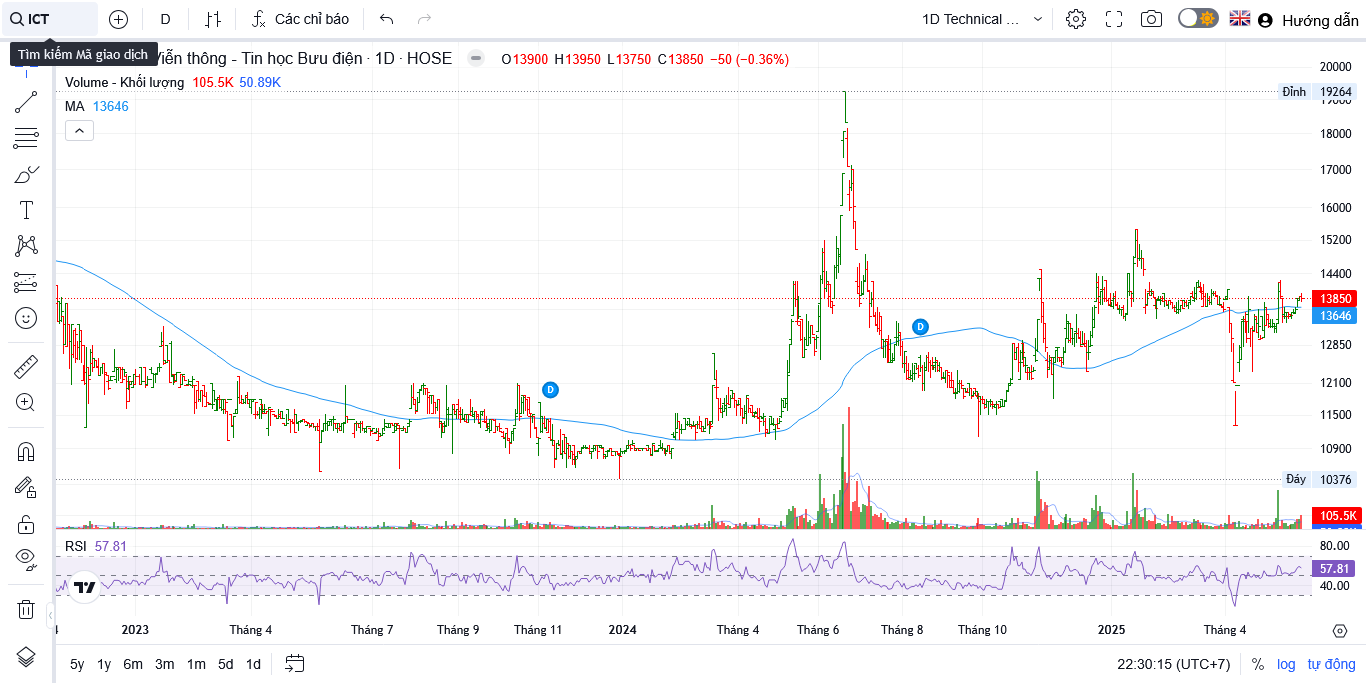 ICT
D
Các chỉ báo
1D Technical ...
Hướng dẫn
Tìm kiếm Mã giao dịch
Viễn thông - Tin học Bưu điện · 1D · HOSE
O13900 H13950 L13750 C13850 −50 (−0.36%)
Volume - Khối lượng 105.5K 50.89K
MA 13646
20000
Đỉnh 19264
19000
18000
17000
16000
15200
14400
13850
13646
12850
12100
11500
10900
Đáy 10376
105.5K
D
D
RSI 57.81
80.00
57.81
40.00
2023
Tháng 4
Tháng 7
Tháng 9
Tháng 11
2024
Tháng 4
Tháng 6
Tháng 8
Tháng 10
2025
Tháng 4
5y 1y 6m 3m 1m 5d 1d
22:30:15 (UTC+7) % log tự động